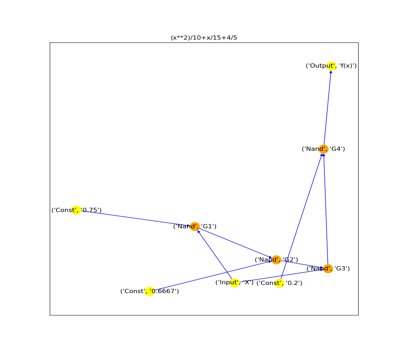 (x**2)/10+x/15+4/5
('Output', 'f(x)')
('Nand', 'G4')
('Const', '0.75')
('Nand', 'G1')
('Nand', 'G2')
('Nand', 'G3')
('Input', 'X')
('Const', '0.2')
('Const', '0.6667')